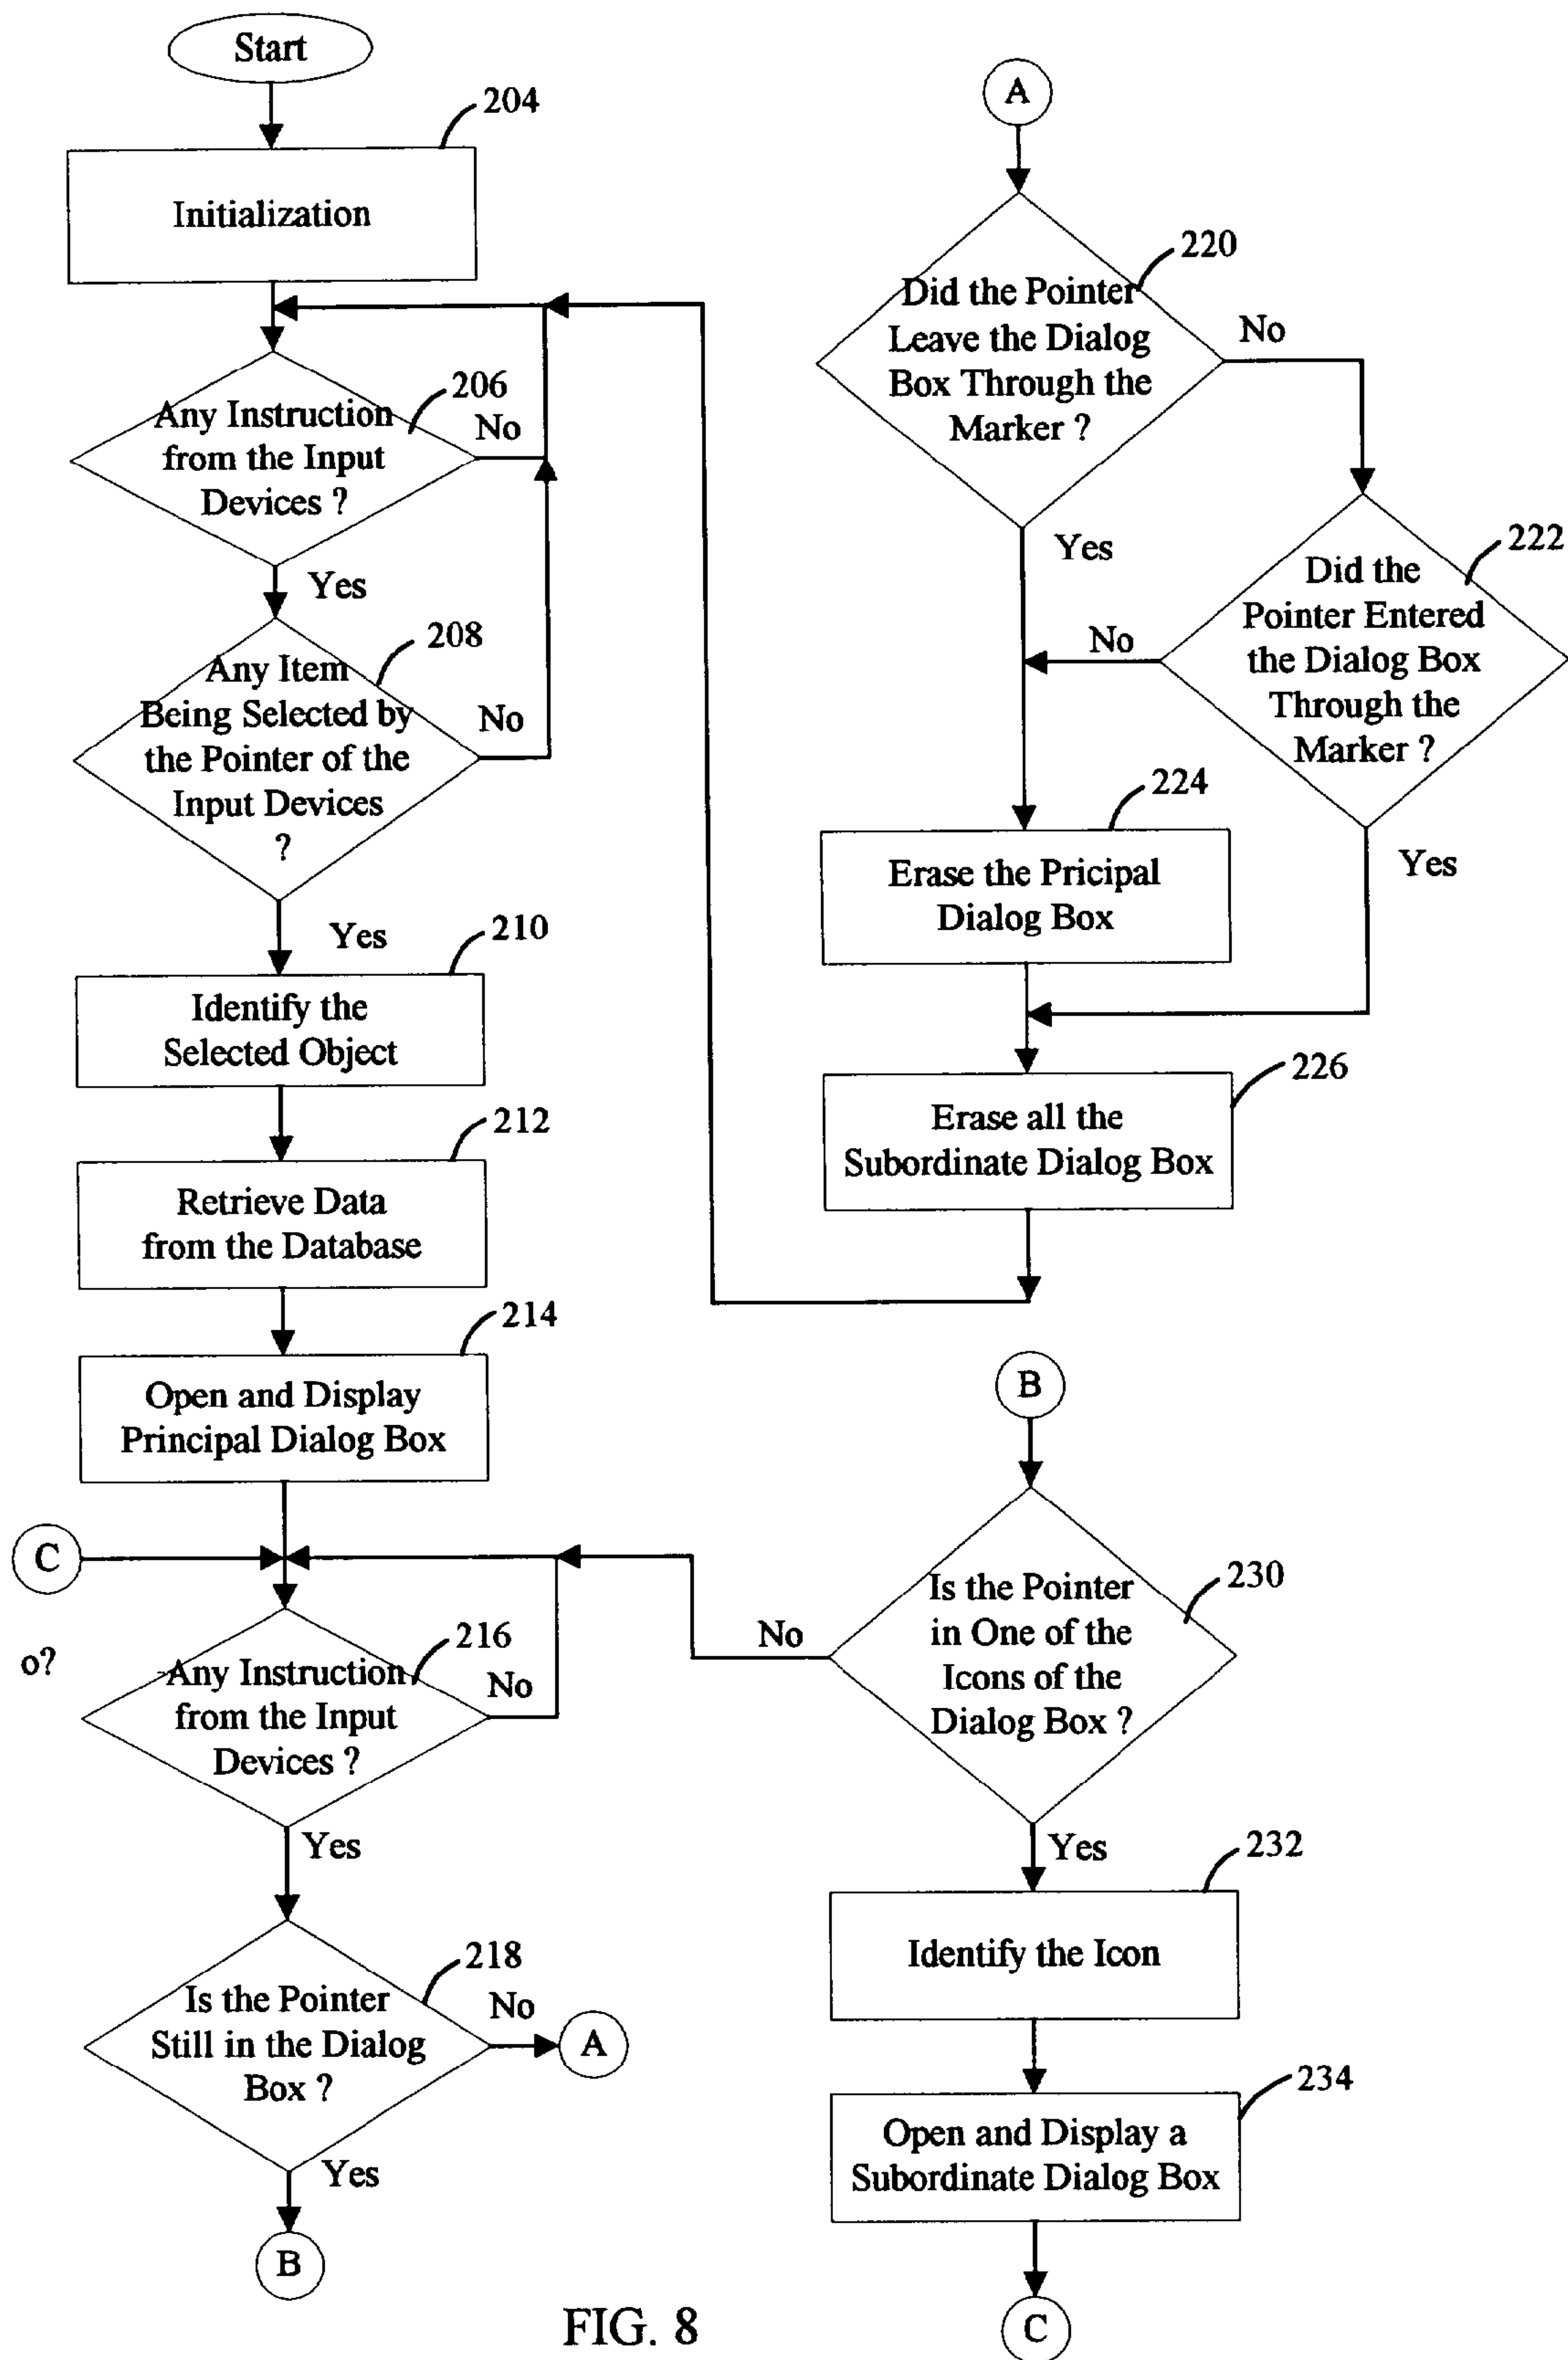 Start
204
Initialization
206
Any Instruction
from the Input
Devices ?
No
Yes
208
Any Item
Being Selected by
the Pointer of the
Input Devices
?
No
Yes
210
Identify the
Selected Object
212
Retrieve Data
from the Database
214
Open and Display
Principal Dialog Box
C
o?
216
Any Instruction
from the Input
Devices ?
No
Yes
218
Is the Pointer
Still in the Dialog
Box ?
No
A
Yes
B
A
220
Did the Pointer
Leave the Dialog
Box Through the
Marker ?
No
Yes
222
Did the
Pointer Entered
the Dialog Box
Through the
Marker ?
No
Yes
224
Erase the Pricipal
Dialog Box
226
Erase all the
Subordinate Dialog Box
B
230
Is the Pointer
in One of the
Icons of the
Dialog Box ?
No
Yes
232
Identify the Icon
234
Open and Display a
Subordinate Dialog Box
C
FIG. 8